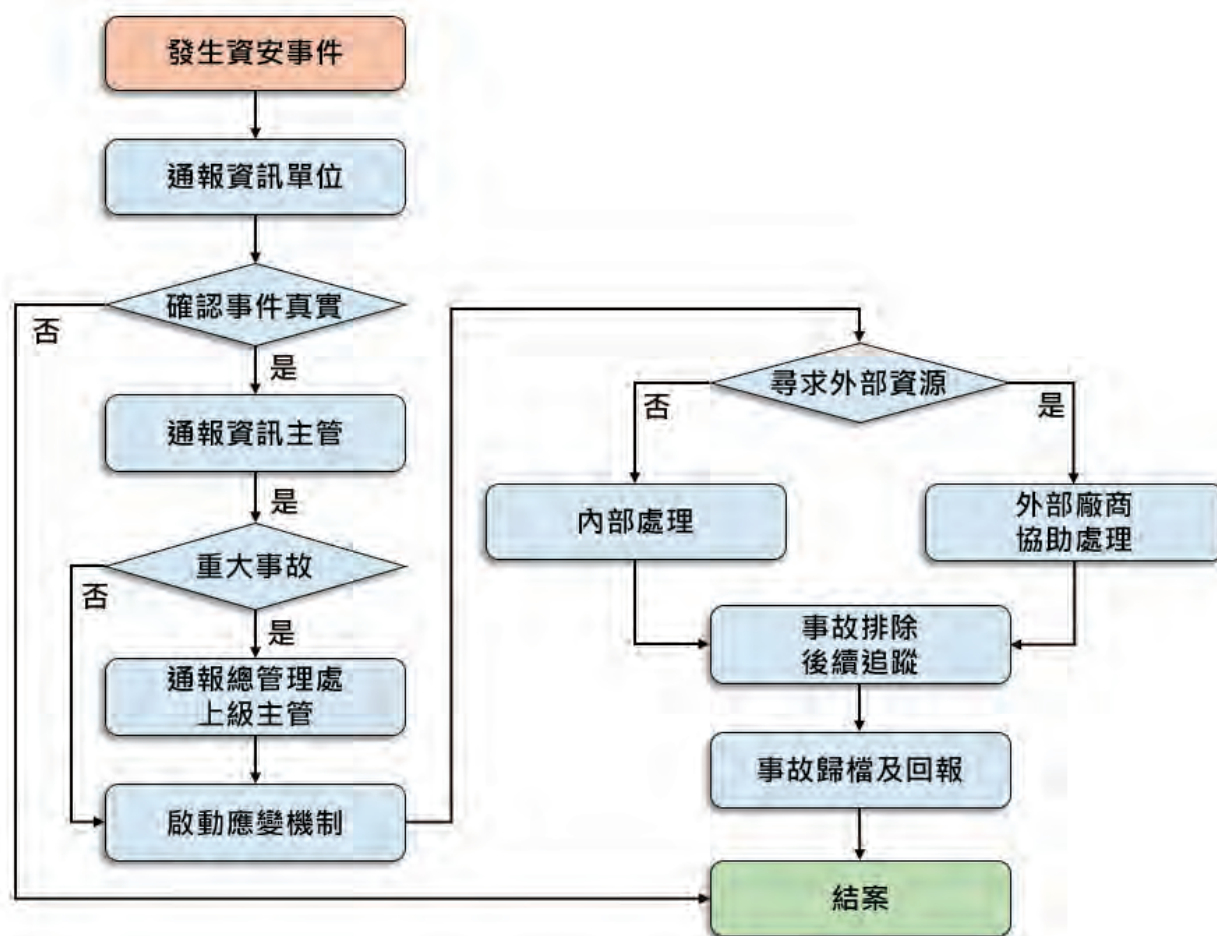 發生資安事件
通報資訊單位
確認事件真實
否
是
通報資訊主管
是
重大事故
否
是
通報總管理處
上級主管
啟動應變機制
尋求外部資源
否
是
內部處理
外部廠商
協助處理
事故排除
後續追蹤
事故歸檔及回報
結案